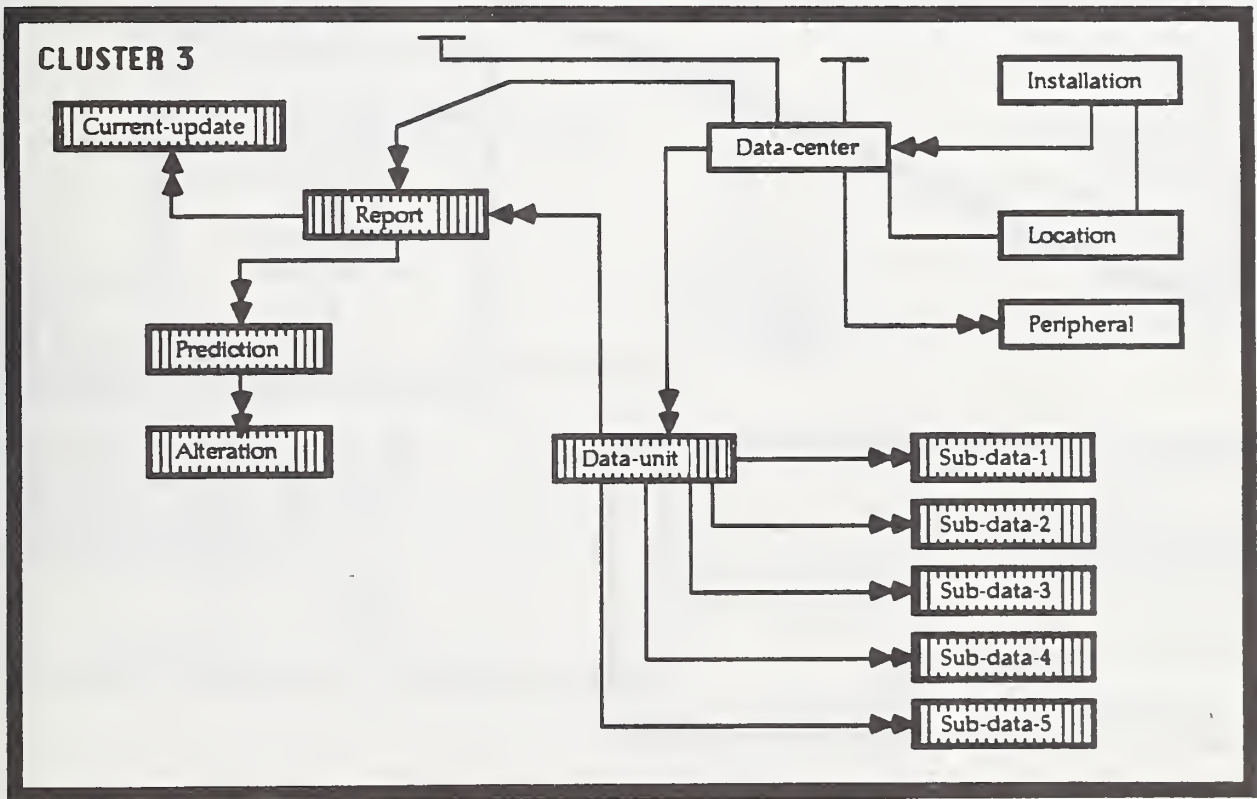 CLUSTER 3
Installation
Current-update
Data-center
Report
Location
Peripheral
Prediction
Alteration
Data-unit
Sub-data-1
Sub-data-2
Sub-data-3
Sub-data-4
Sub-data-5